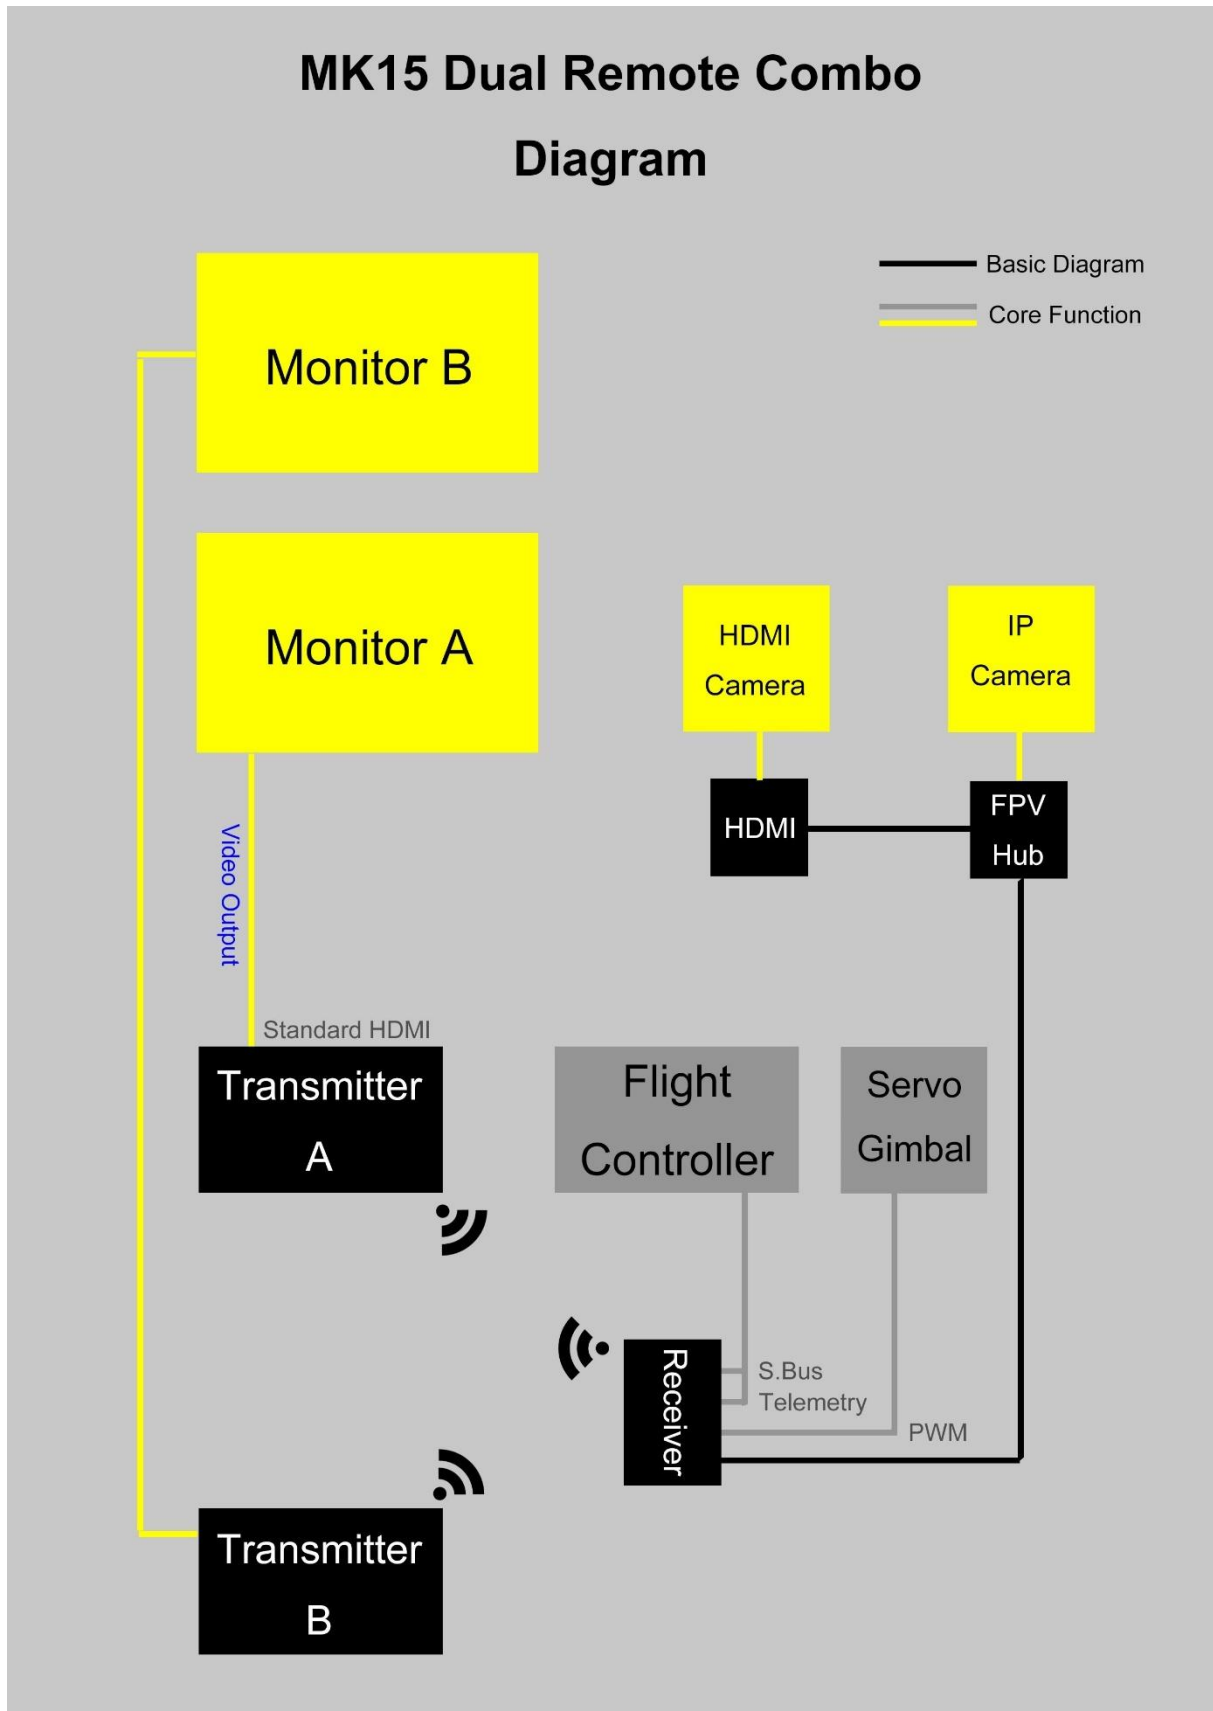 MK15 Dual Remote Combo
Diagram
Basic Diagram
Core Function
Monitor B
Monitor A
HDMI
Camera
IP
Camera
HDMI
FPV
Hub
Video Output
Standard HDMI
Transmitter
A
Flight
Controller
Servo
Gimbal
Receiver
S.Bus
Telemetry
PWM
Transmitter
B